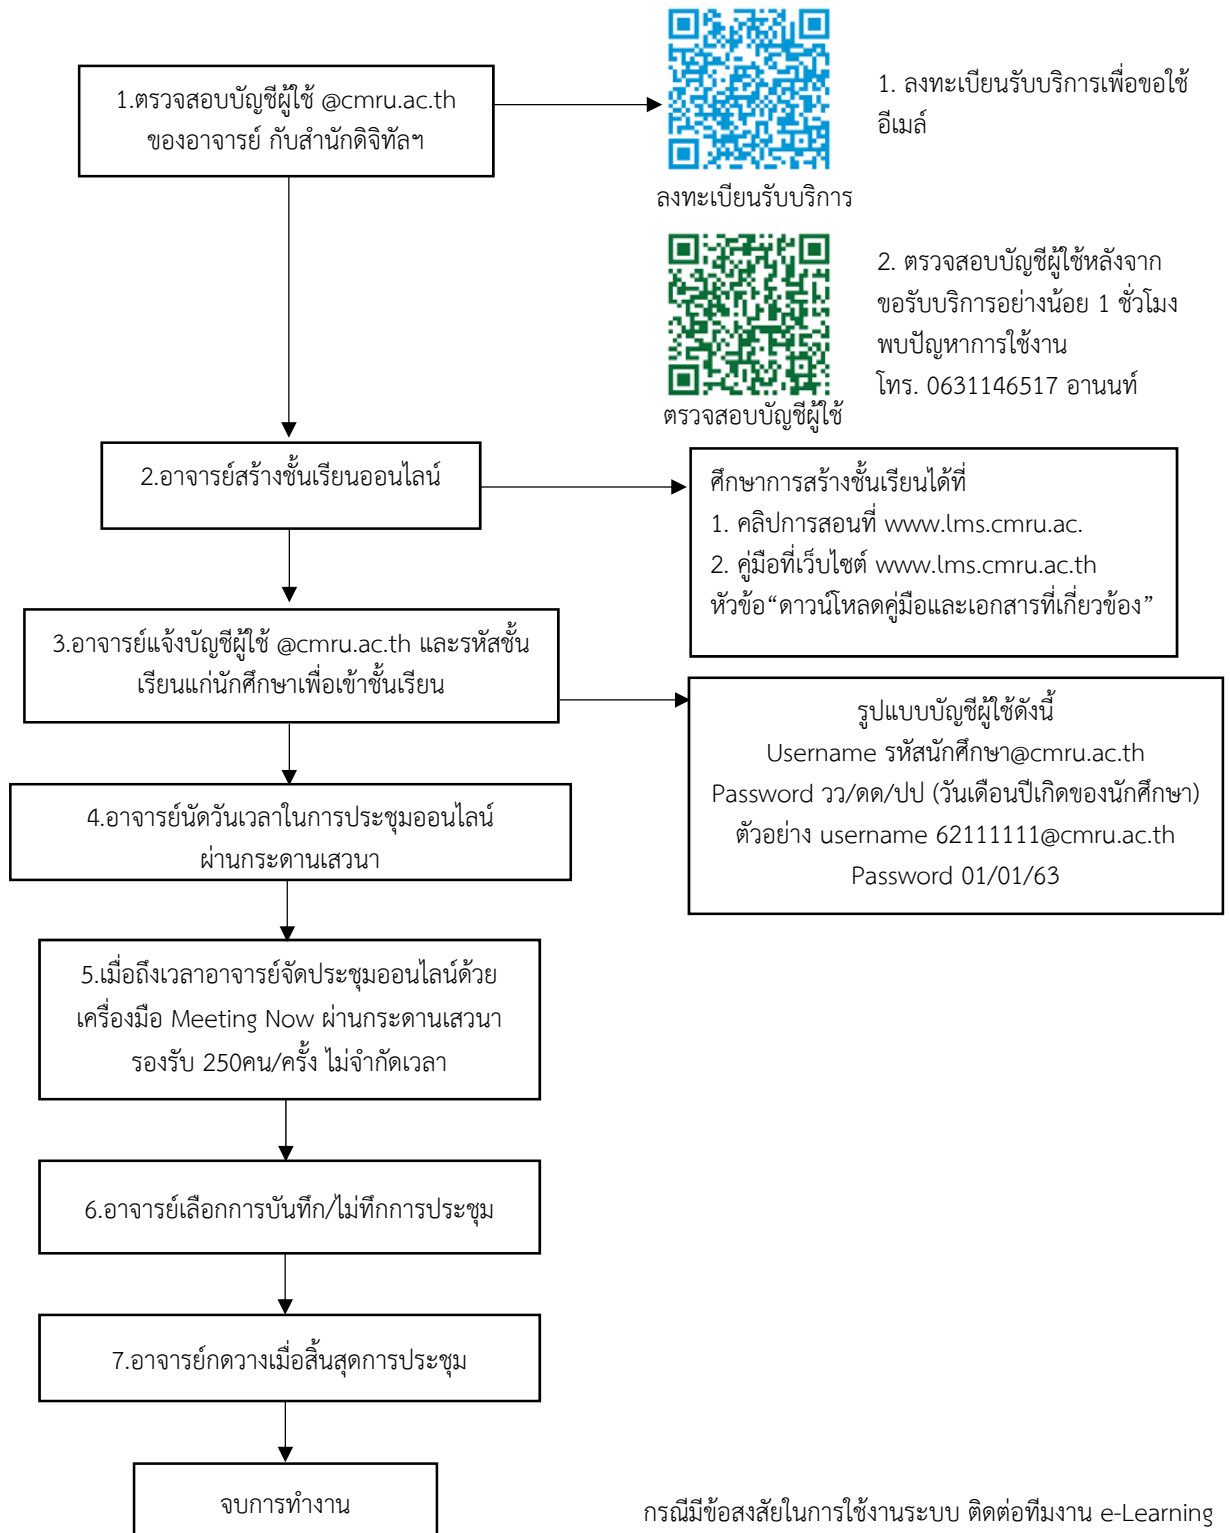 1.ตรวจสอบบัญชีผู้ใช้ @cmru.ac.th
ของอาจารย์ กับสำนักดิจิทัลฯ
ลงทะเบียนรับบริการ
1. ลงทะเบียนรับบริการเพื่อขอใช้
อีเมล์
ตรวจสอบบัญชีผู้ใช้
2. ตรวจสอบบัญชีผู้ใช้หลังจาก
ขอรับบริการอย่างน้อย 1 ชั่วโมง
พบปัญหาการใช้งาน
โทร. 0631146517 อานนท์
2.อาจารย์สร้างชั้นเรียนออนไลน์
ศึกษาการสร้างชั้นเรียนได้ที่
1. คลิปการสอนที่ www.lms.cmru.ac.
2. คู่มือที่เว็บไซต์ www.lms.cmru.ac.th
หัวข้อ“ดาวน์โหลดคู่มือและเอกสารที่เกี่ยวข้อง”
3.อาจารย์แจ้งบัญชีผู้ใช้ @cmru.ac.th และรหัสชั้น
เรียนแก่นักศึกษาเพื่อเข้าชั้นเรียน
รูปแบบบัญชีผู้ใช้ดังนี้
Username รหัสนักศึกษา@cmru.ac.th
Password วว/ดด/ปป (วันเดือนปีเกิดของนักศึกษา)
ตัวอย่าง username 62111111@cmru.ac.th
Password 01/01/63
4.อาจารย์นัดวันเวลาในการประชุมออนไลน์
ผ่านกระดานเสวนา
5.เมื่อถึงเวลาอาจารย์จัดประชุมออนไลน์ด้วย
เครื่องมือ Meeting Now ผ่านกระดานเสวนา
รองรับ 250คน/ครั้ง ไม่จำกัดเวลา
6.อาจารย์เลือกการบันทึก/ไม่ทึกการประชุม
7.อาจารย์กดวางเมื่อสิ้นสุดการประชุม
จบการทำงาน
กรณีมีข้อสงสัยในการใช้งานระบบ ติดต่อทีมงาน e-Learning